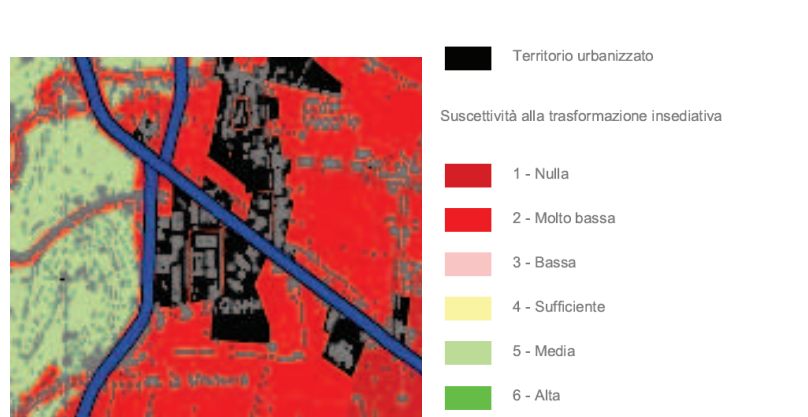 Territorio urbanizzato
Suscettività alla trasformazione insediativa
1 - Nulla
2 - Molto bassa
3 - Bassa
4 - Sufficiente
5 - Media
6 - Alta